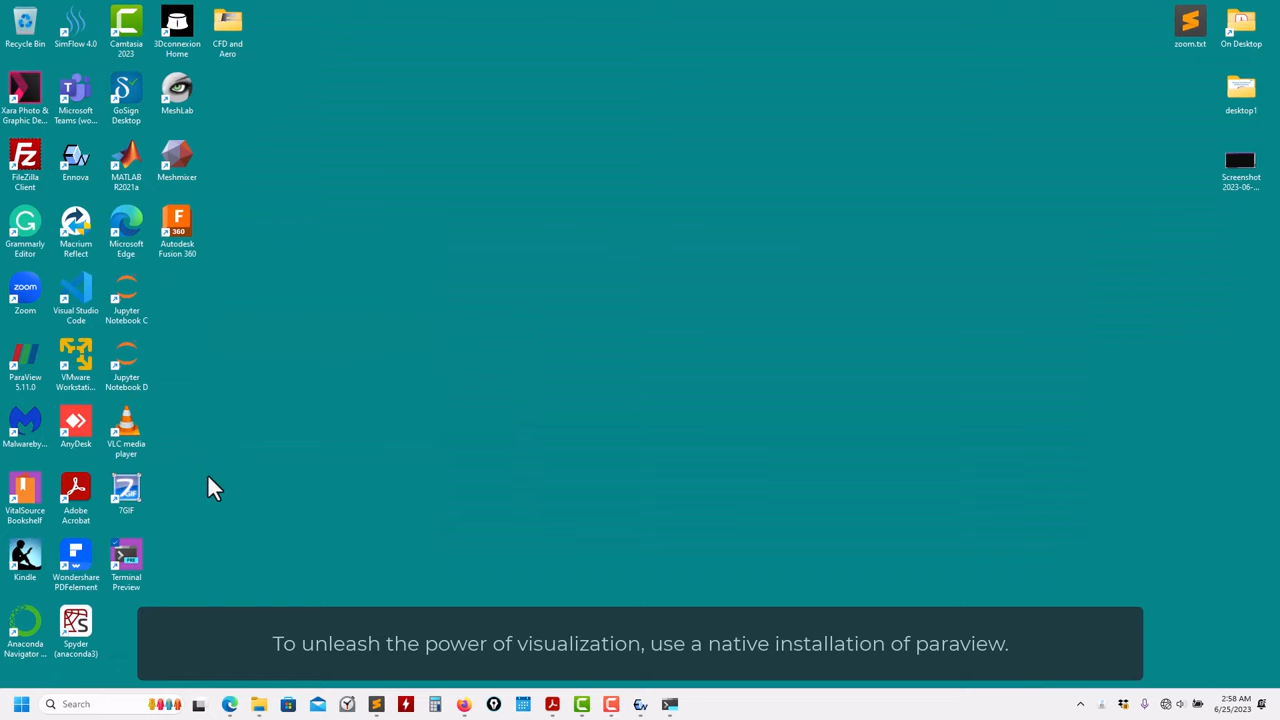 Recycle Bin
SimFlow 4.0
Camtasia
2023
3Dconnexion
Home
CFD and
Aero
zoom.txt
On Desktop
Xara Photo &
Graphic De...
Microsoft
Teams (wo...
GoSign
Desktop
MeshLab
desktop1
FileZilla
Client
Ennova
MATLAB
R2021a
Meshmixer
Screenshot
2023-06-...
Grammarly
Editor
Macrium
Reflect
Microsoft
Edge
360
Autodesk
Fusion 360
zoom
Zoom
Visual Studio
Code
Jupyter
Notebook C
ParaView
5.11.0
VMware
Workstati...
Jupyter
Notebook D
Malwareby...
AnyDesk
VLC media
player
VitalSource
Bookshelf
Adobe
Acrobat
7GIF
Kindle
Wondershare
PDFelement
PRE
Terminal
Preview
Anaconda
Navigator ...
Spyder
(anaconda3)
To unleash the power of visualization, use a native installation of paraview.
Search
2:58 AM
6/25/2023